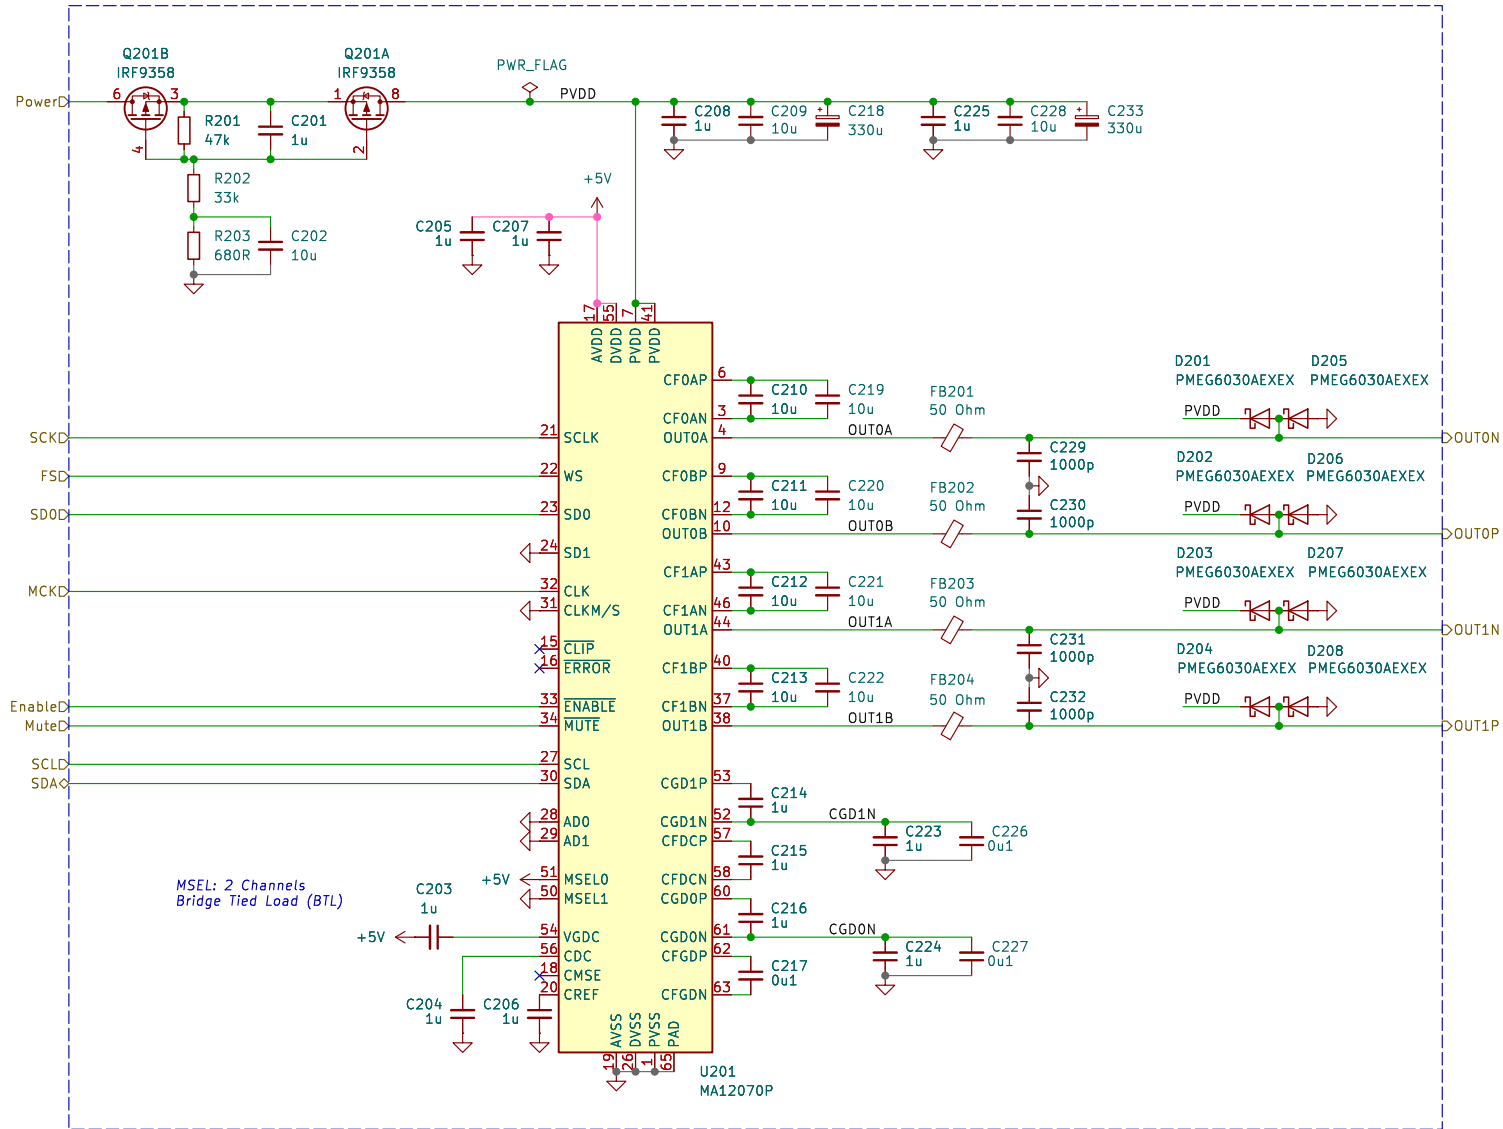 Q201B
IRF9358
Q201A
IRF9358
PWR_FLAG
Power
6
3
1
8
PVDD
4
2
R201
47k
C201
1u
C208
1u
C209
10u
C218
330u
C225
1u
C228
10u
C233
330u
R202
33k
+5V
R203
680R
C202
10u
C205
1u
C207
1u
17
55
7
41
AVDD
DVDD
PVDD
PVDD
SCK
21
SCLK
FS
22
WS
SD0
23
SD0
24
SD1
MCK
32
CLK
31
CLKM/S
15
CLIP
16
ERROR
Enable
33
ENABLE
Mute
34
MUTE
SCL
27
SCL
SDA
30
SDA
28
AD0
29
AD1
+5V
51
MSEL0
50
MSEL1
MSEL: 2 Channels
Bridge Tied Load (BTL)
C203
1u
+5V
54
VGDC
56
CDC
18
CMSE
20
CREF
C204
1u
C206
1u
CF0AP
6
CF0AN
3
OUT0A
4
C210
10u
C219
10u
OUT0A
FB201
50 Ohm
D201
PMEG6030AEXEX
D205
PMEG6030AEXEX
PVDD
OUT0N
C229
1000p
CF0BP
9
CF0BN
12
OUT0B
10
C211
10u
C220
10u
OUT0B
FB202
50 Ohm
D202
PMEG6030AEXEX
D206
PMEG6030AEXEX
PVDD
OUT0P
C230
1000p
CF1AP
43
CF1AN
46
OUT1A
44
C212
10u
C221
10u
OUT1A
FB203
50 Ohm
D203
PMEG6030AEXEX
D207
PMEG6030AEXEX
PVDD
OUT1N
C231
1000p
CF1BP
40
CF1BN
37
OUT1B
38
C213
10u
C222
10u
OUT1B
FB204
50 Ohm
D204
PMEG6030AEXEX
D208
PMEG6030AEXEX
PVDD
OUT1P
C232
1000p
CGD1P
53
CGD1N
52
C214
1u
CGD1N
C223
1u
C226
0u1
CFDCP
57
CFDCN
58
C215
1u
CGD0P
60
CGD0N
61
C216
1u
CGD0N
C224
1u
C227
0u1
CFGDP
62
CFGDN
63
C217
0u1
AVSS
DVSS
PVSS
PAD
19
26
1
65
U201
MA12070P